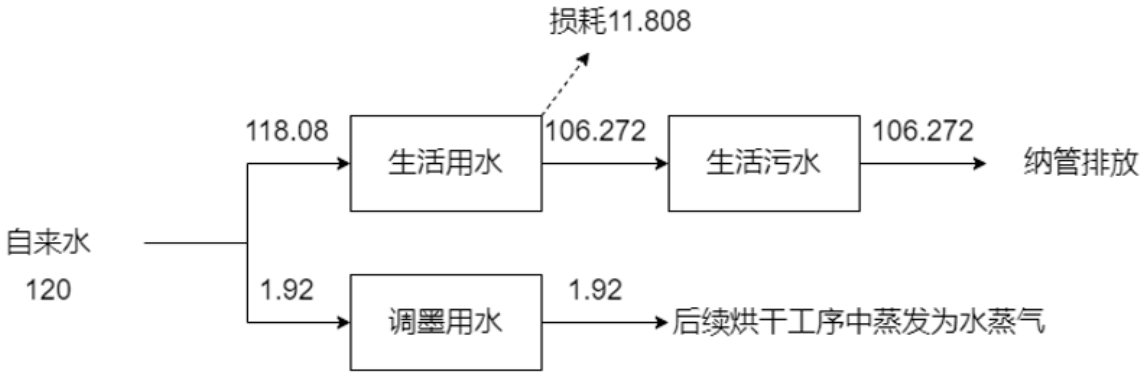 损耗11.808
118.08
生活用水
106.272
生活污水
106.272
纳管排放
自来水
120
1.92
调墨用水
1.92
后续烘干工序中蒸发为水蒸气